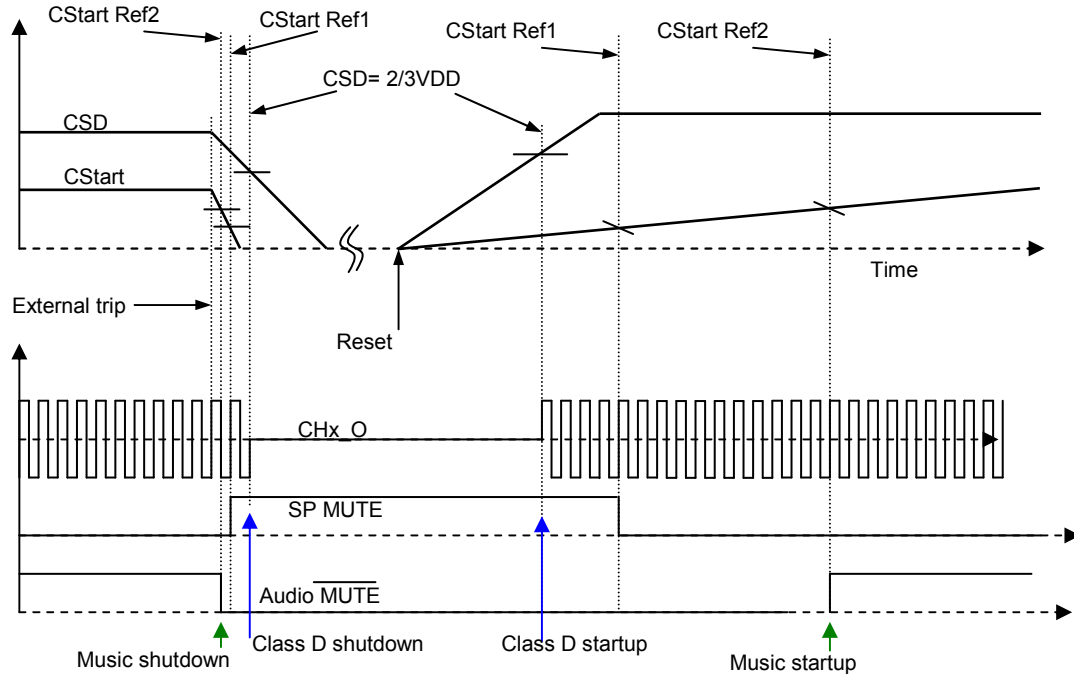 CStart Ref2
CStart Ref1
CStart Ref1
CStart Ref2
CSD= 2/3VDD
CSD
CStart
Time
External trip
Reset
CHx_O
SP MUTE
Audio MUTE
Class D shutdown
Class D startup
Music shutdown
Music startup